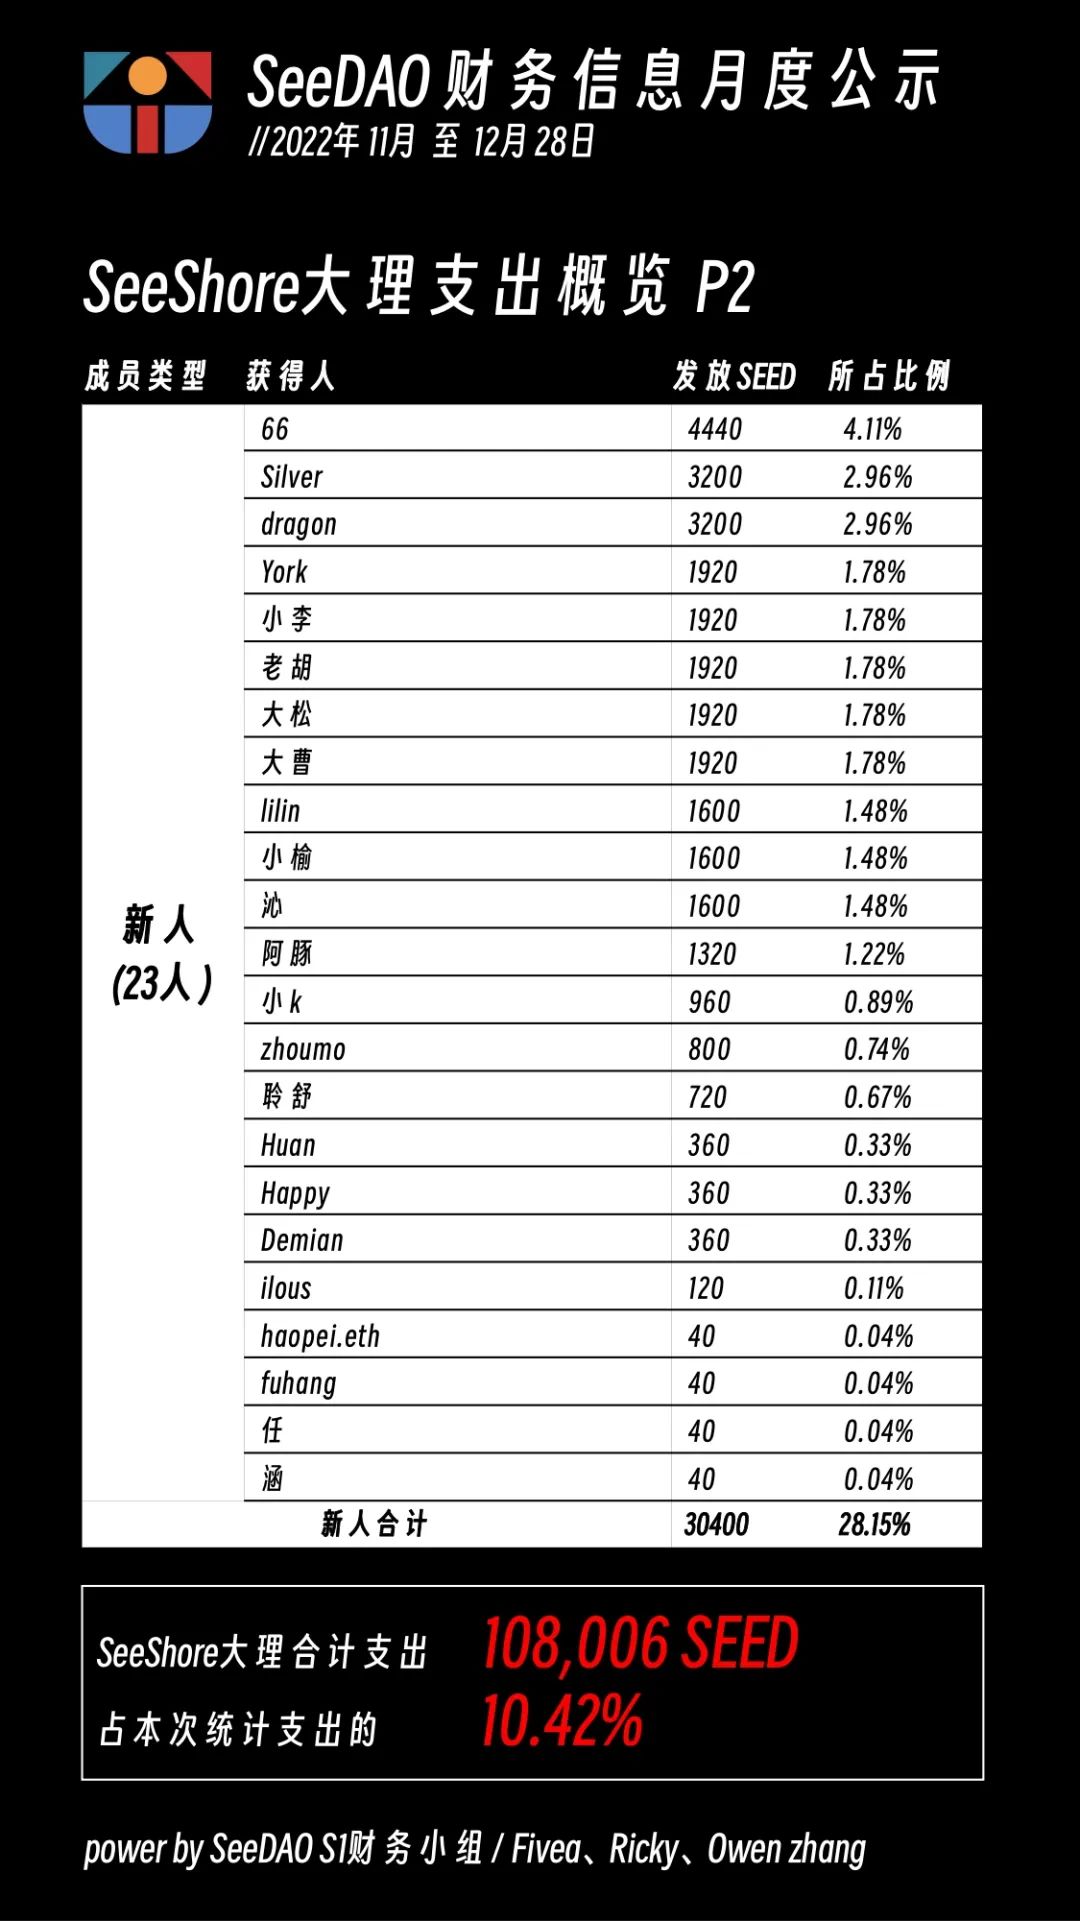 SeeDAO财务信息月度公示
//2022年 11月 至 12月 28日
SeeShore大理支出概览 P2
成员类型 获得人 发放SEED 所占比例
66 4440 4.11%
Silver 3200 2.96%
dragon 3200 2.96%
York 1920 1.78%
小李 1920 1.78%
老胡 1920 1.78%
大松 1920 1.78%
大曹 1920 1.78%
lilin 1600 1.48%
小榆 1600 1.48%
沁 1600 1.48%
新人
(23人)
阿豚 1320 1.22%
小k 960 0.89%
zhoumo 800 0.74%
聆舒 720 0.67%
Huan 360 0.33%
Happy 360 0.33%
Demian 360 0.33%
ilous 120 0.11%
haopei.eth 40 0.04%
fuhang 40 0.04%
任 40 0.04%
涵 40 0.04%
新人合计 30400 28.15%
SeeShore大理合计支出 108,006 SEED
占本次统计支出的 10.42%
power by SeeDAO S1财务小组 / Fivea、Ricky、Owen zhang